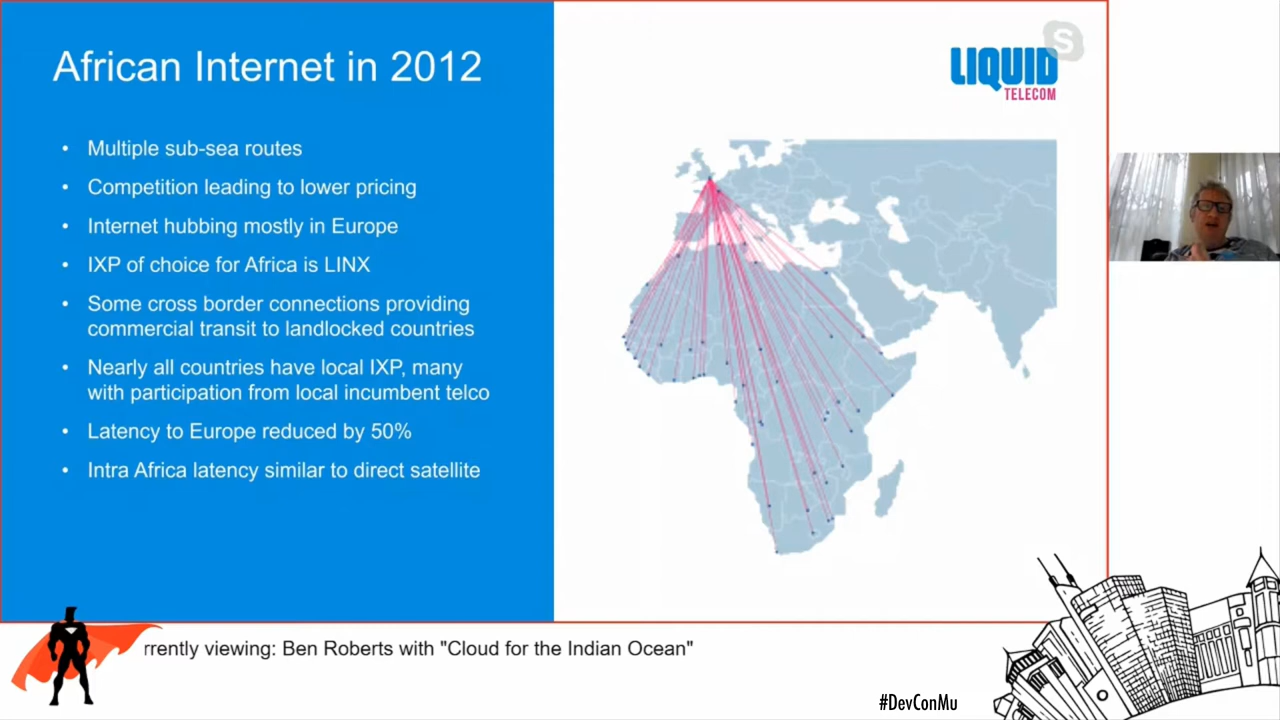 African Internet in 2012
• Multiple sub-sea routes
• Competition leading to lower pricing
• Internet hubbing mostly in Europe
• IXP of choice for Africa is LINX
• Some cross border connections providing
commercial transit to landlocked countries
• Nearly all countries have local IXP, many
with participation from local incumbent telco
• Latency to Europe reduced by 50%
• Intra Africa latency similar to direct satellite
LIQUID
TELECOM
S
rrently viewing: Ben Roberts with "Cloud for the Indian Ocean"
#DevConMu